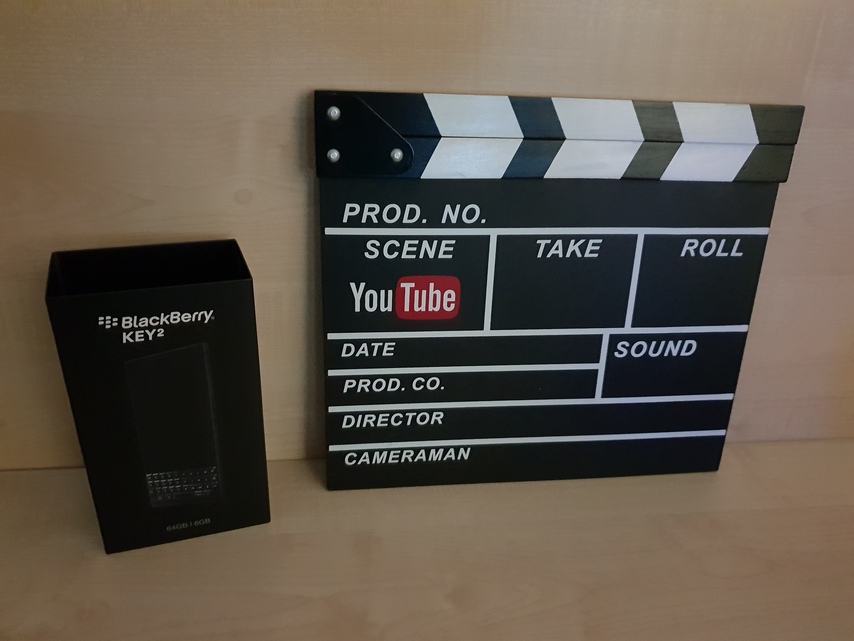 BlackBerry
KEY²
64GB | 6GB
PROD. NO.
SCENE TAKE ROLL
YouTube
DATE SOUND
PROD. CO.
DIRECTOR
CAMERAMAN